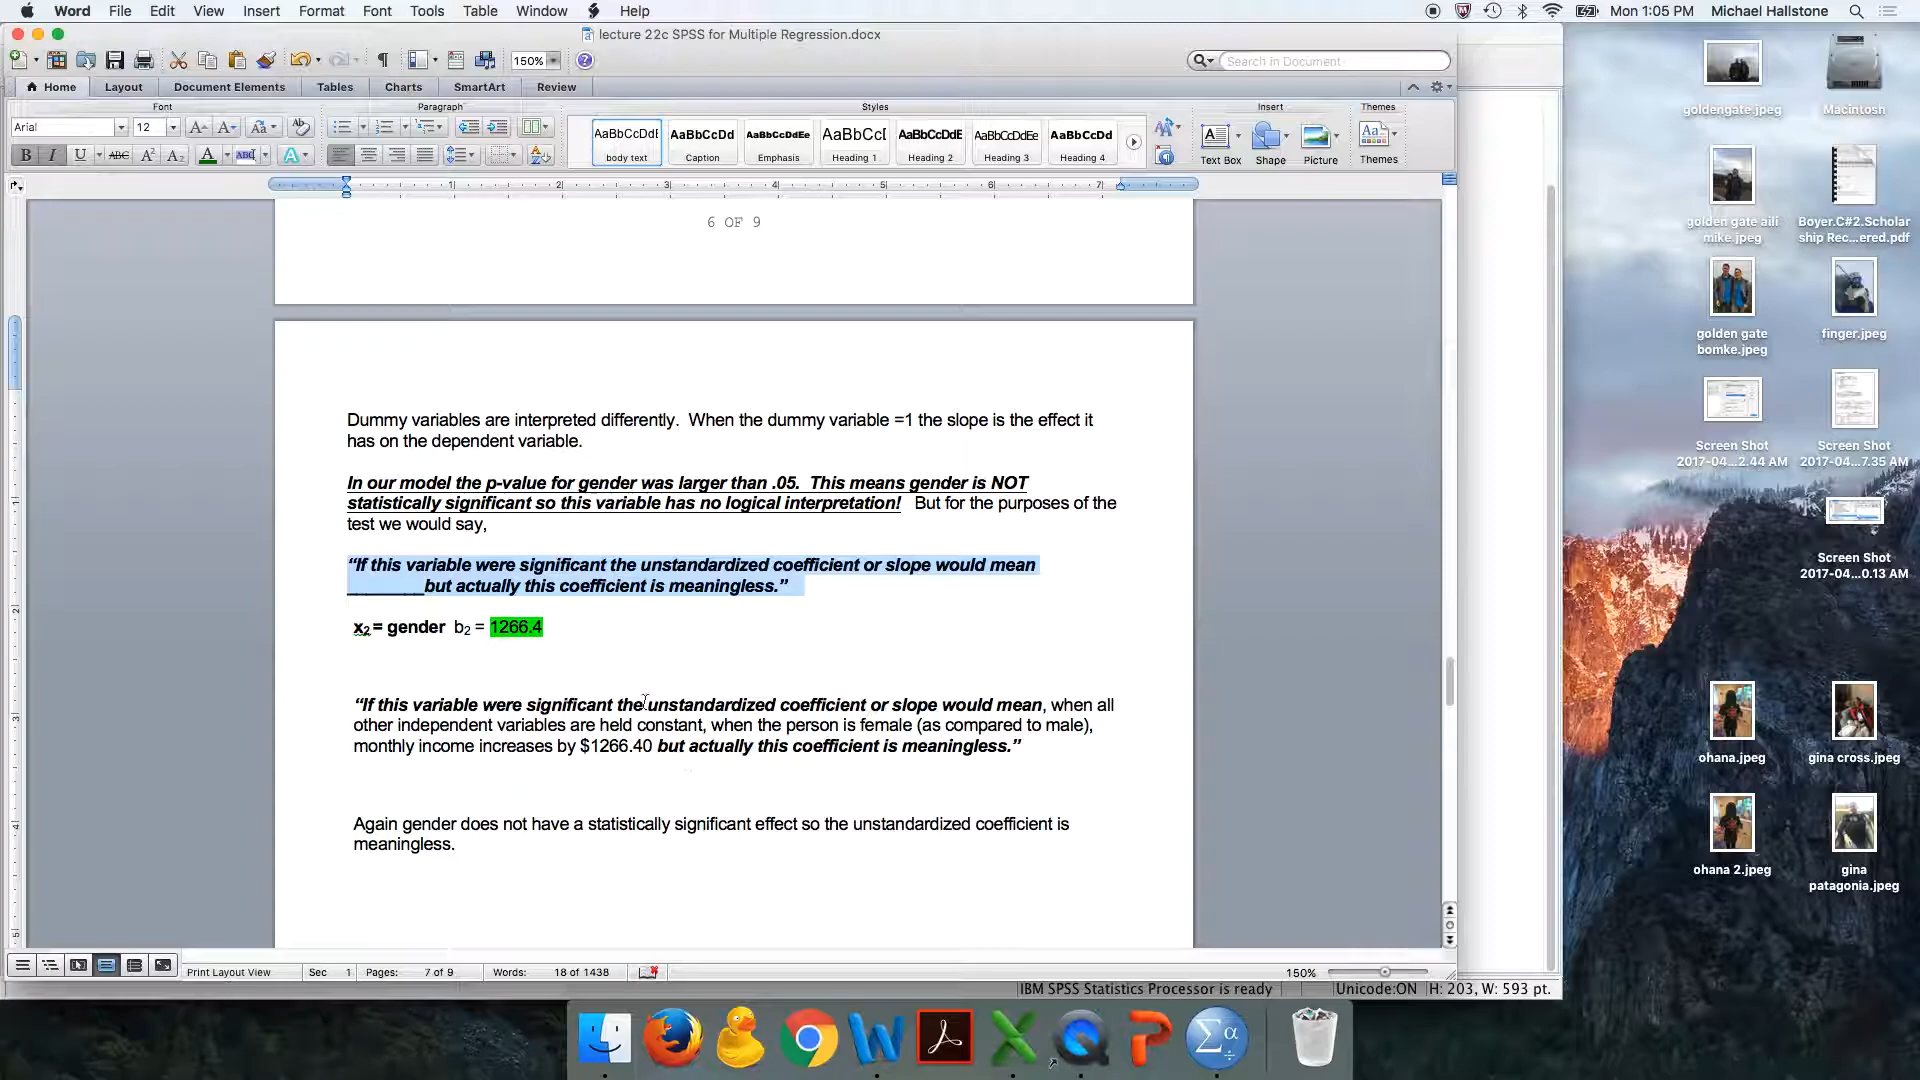 Word File Edit View Insert Format Font Tools Table Window Help Mon 1:05 PM Michael Hallstone
lecture 22c SPSS for Multiple Regression.docx
150% Search in Document
Home Layout Document Elements Tables Charts SmartArt Review
Font Paragraph Styles Insert Themes
Arial 12
AaBbCcDdE AaBbCcDd AaBbCcDdEe AaBbCcD AaBbCcDdE AaBbCcDdEe AaBbCcDd
body text Caption Emphasis Heading 1 Heading 2 Heading 3 Heading 4 Text Box Shape Picture Themes
6 OF 9
Dummy variables are interpreted differently. When the dummy variable =1 the slope is the effect it
has on the dependent variable.
In our model the p-value for gender was larger than .05. This means gender is NOT
statistically significant so this variable has no logical interpretation! But for the purposes of the
test we would say,
“If this variable were significant the unstandardized coefficient or slope would mean
_________but actually this coefficient is meaningless.”
x2 = gender b2 = 1266.4
“If this variable were significant the unstandardized coefficient or slope would mean, when all
other independent variables are held constant, when the person is female (as compared to male),
monthly income increases by $1266.40 but actually this coefficient is meaningless.”
Again gender does not have a statistically significant effect so the unstandardized coefficient is
meaningless.
Print Layout View Sec 1 Pages: 7 of 9 Words: 18 of 1438 150%
IBM SPSS Statistics Processor is ready Unicode:ON H: 203, W: 593 pt.
goldengate.jpeg
Macintosh
golden gate aili
mike.jpeg
Boyer.C#2.Scholar
ship Rec...ered.pdf
golden gate
bomke.jpeg
finger.jpeg
Screen Shot
2017-04...2.44 AM
Screen Shot
2017-04...7.35 AM
Screen Shot
2017-04...0.13 AM
ohana.jpeg
gina cross.jpeg
ohana 2.jpeg
gina
patagonia.jpeg